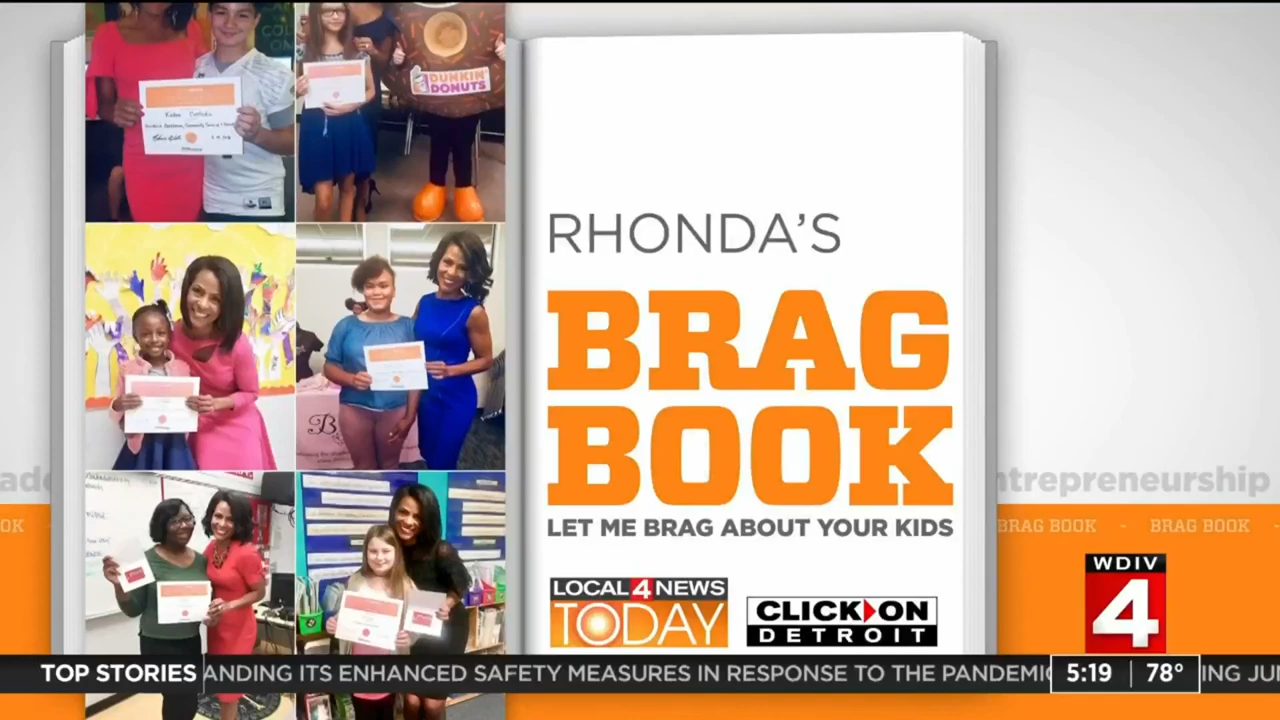 DUNKIN'
DONUTS
RHONDA'S
BRAG
BOOK
LET ME BRAG ABOUT YOUR KIDS
ntrepreneurship
OK
BRAG BOOK - BRAG BOOK -
LOCAL 4 NEWS
TODAY
CLICK ON
DETROIT
WDIV
4
TOP STORIES ANDING ITS ENHANCED SAFETY MEASURES IN RESPONSE TO THE PANDEMIC 5:19 78° ING JU